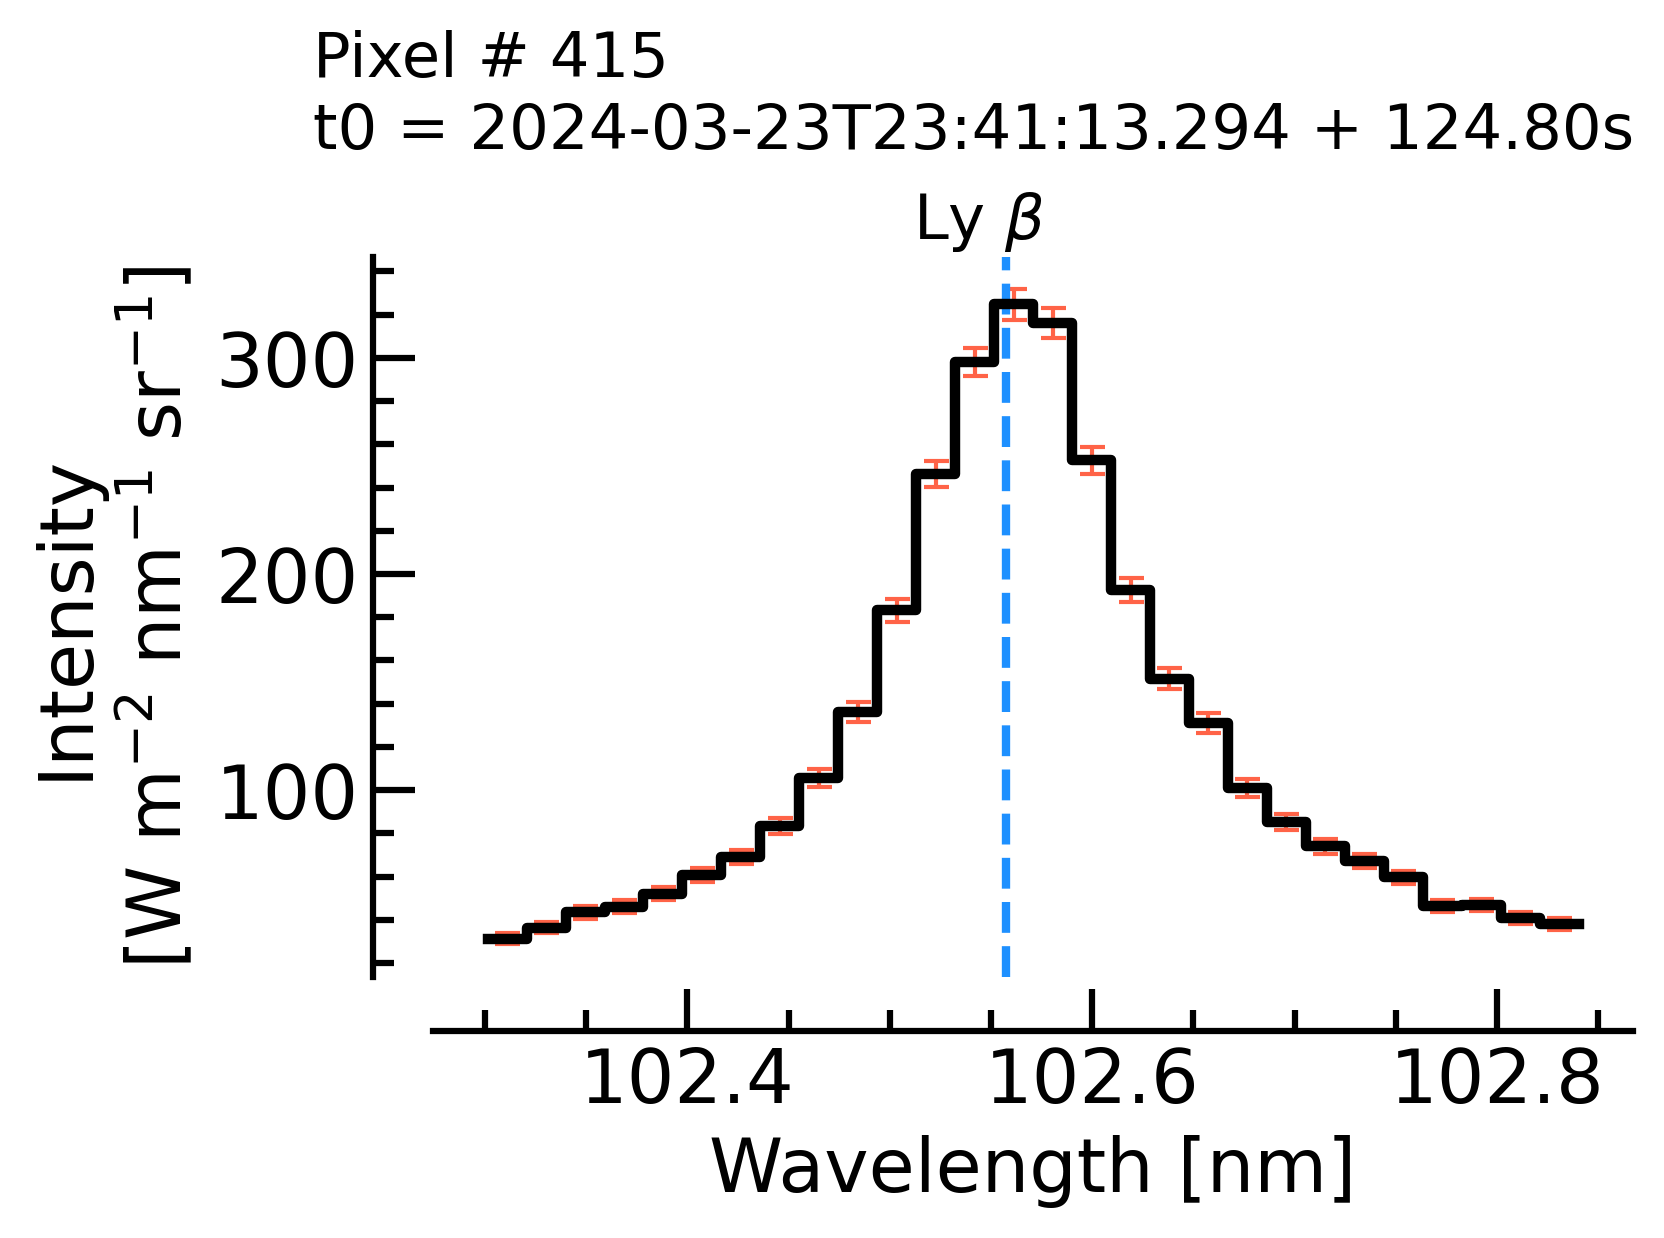 Pixel # 415
t0 = 2024-03-23T23:41:13.294 + 124.80s
Ly β
Intensity
[W m⁻² nm⁻¹ sr⁻¹]
300
200
100
102.4 102.6 102.8
Wavelength [nm]